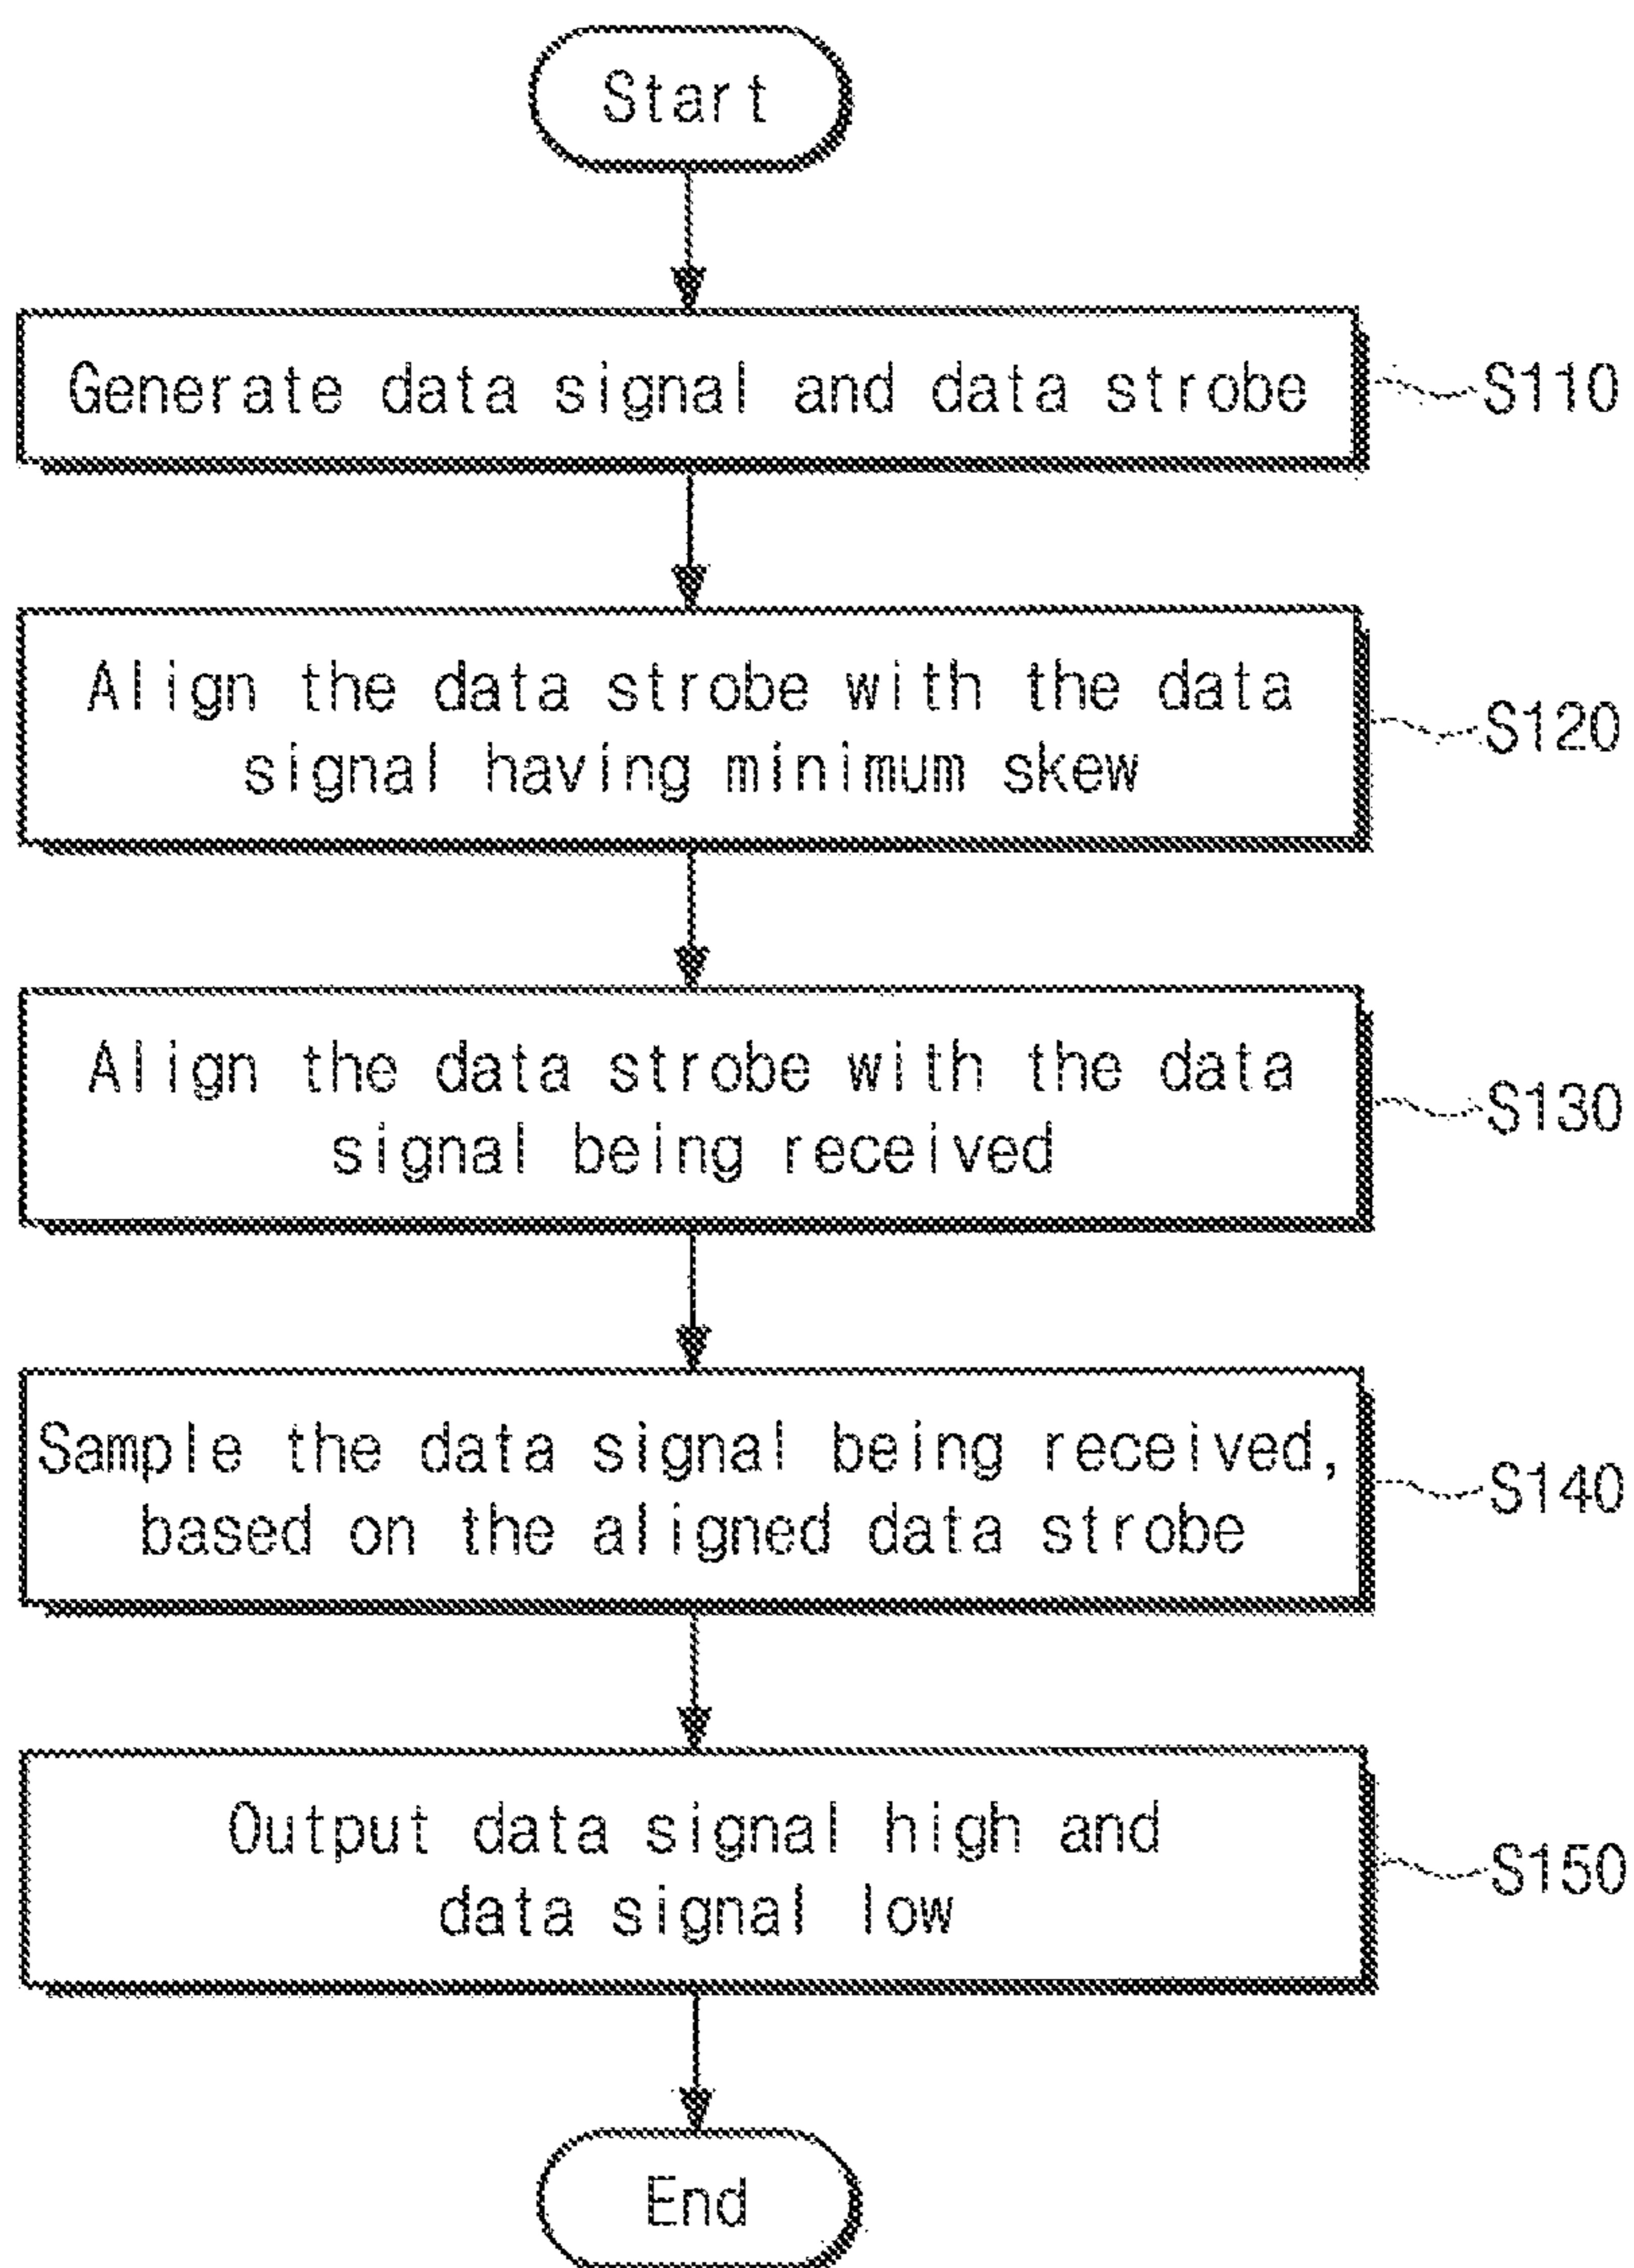 Start
Generate data signal and data strobe
S110
Align the data strobe with the data
signal having minimum skew
S120
Align the data strobe with the data
signal being received
S130
Sample the data signal being received,
based on the aligned data strobe
S140
Output data signal high and
data signal low
S150
End